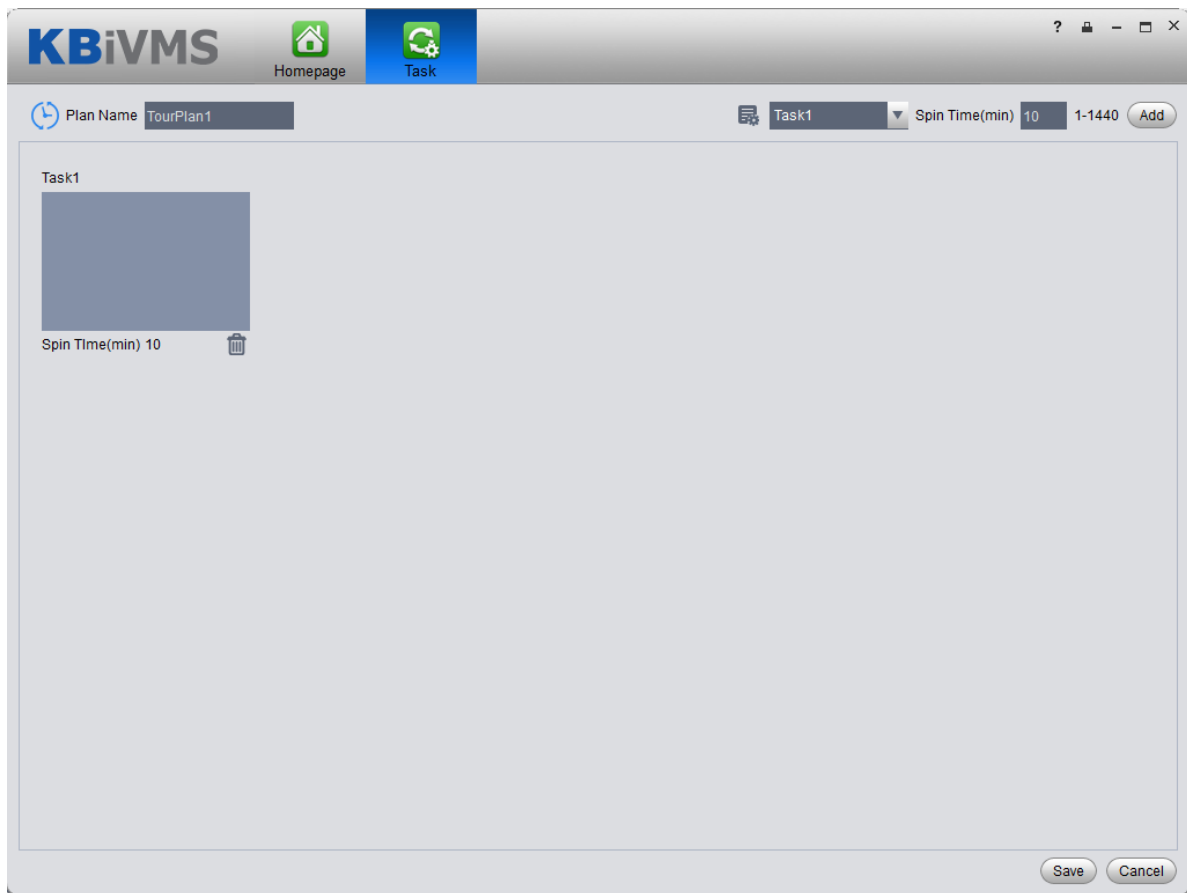 KBiVMS
Homepage
Task
?
Plan Name TourPlan1
Task1 Spin Time(min) 10 1-1440 Add
Task1
Spin TIme(min) 10
Save Cancel